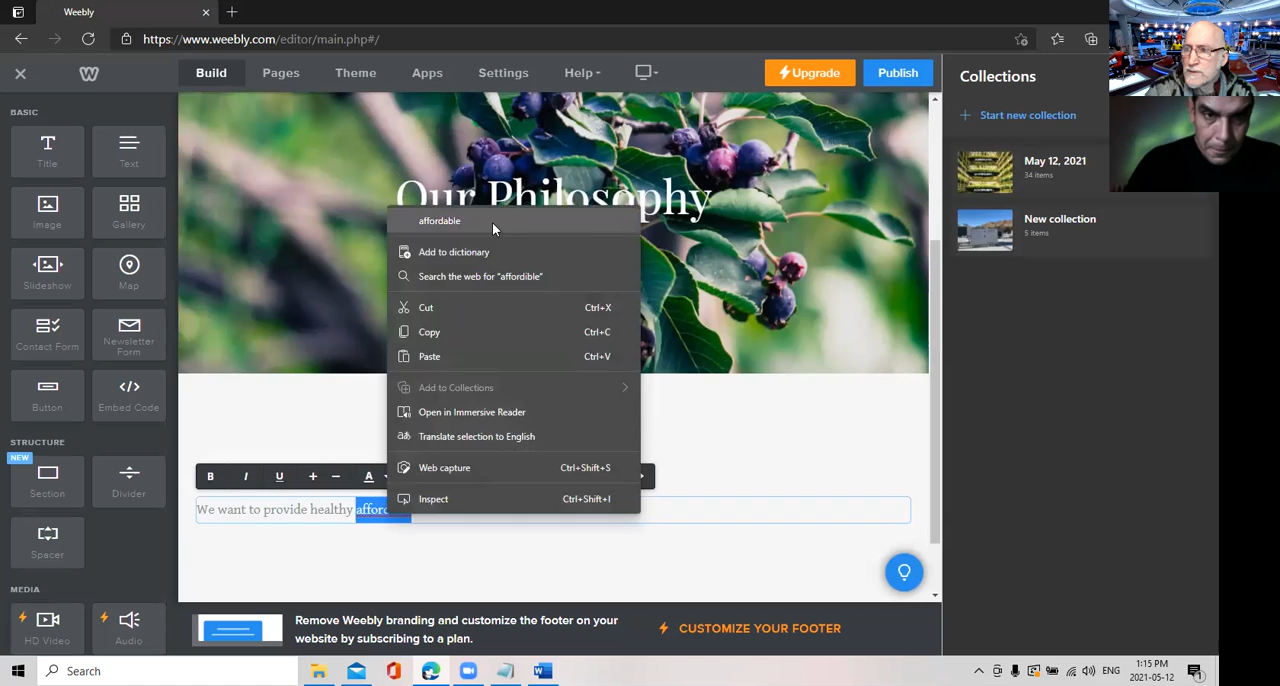 Weebly
https://www.weebly.com/editor/main.php#/
Build
Pages
Theme
Apps
Settings
Help
Upgrade
Publish
Collections
Start new collection
May 12, 2021
34 items
New collection
5 items
BASIC
Title
Text
Image
Gallery
Slideshow
Map
Contact Form
Newsletter
Form
Button
Embed Code
STRUCTURE
NEW
Section
Divider
Spacer
MEDIA
HD Video
Audio
Our Philosophy
affordable
Add to dictionary
Search the web for "affordible"
Cut Ctrl+X
Copy Ctrl+C
Paste Ctrl+V
Add to Collections
Open in Immersive Reader
Translate selection to English
Web capture Ctrl+Shift+S
Inspect Ctrl+Shift+I
B I U + − A
We want to provide healthy
Remove Weebly branding and customize the footer on your
website by subscribing to a plan.
CUSTOMIZE YOUR FOOTER
Search
ENG
1:15 PM
2021-05-12
1